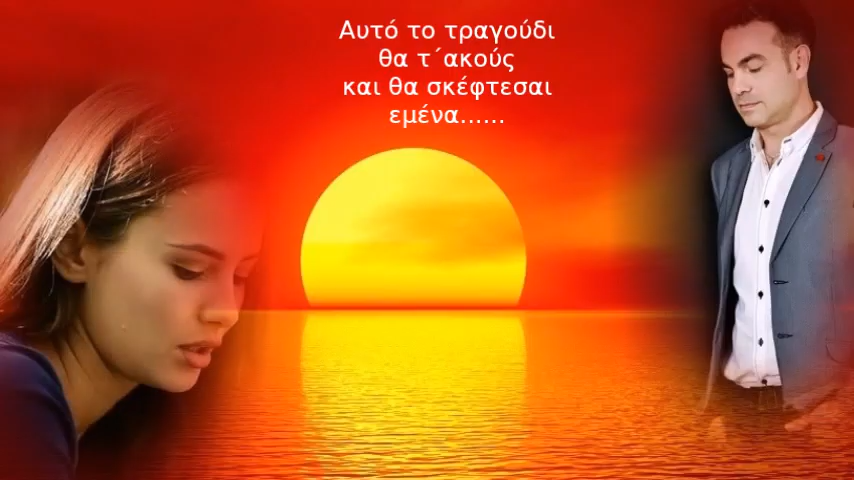 Αυτό το τραγούδι
θα τ´ακούς
και θα σκέφτεσαι
εμένα......